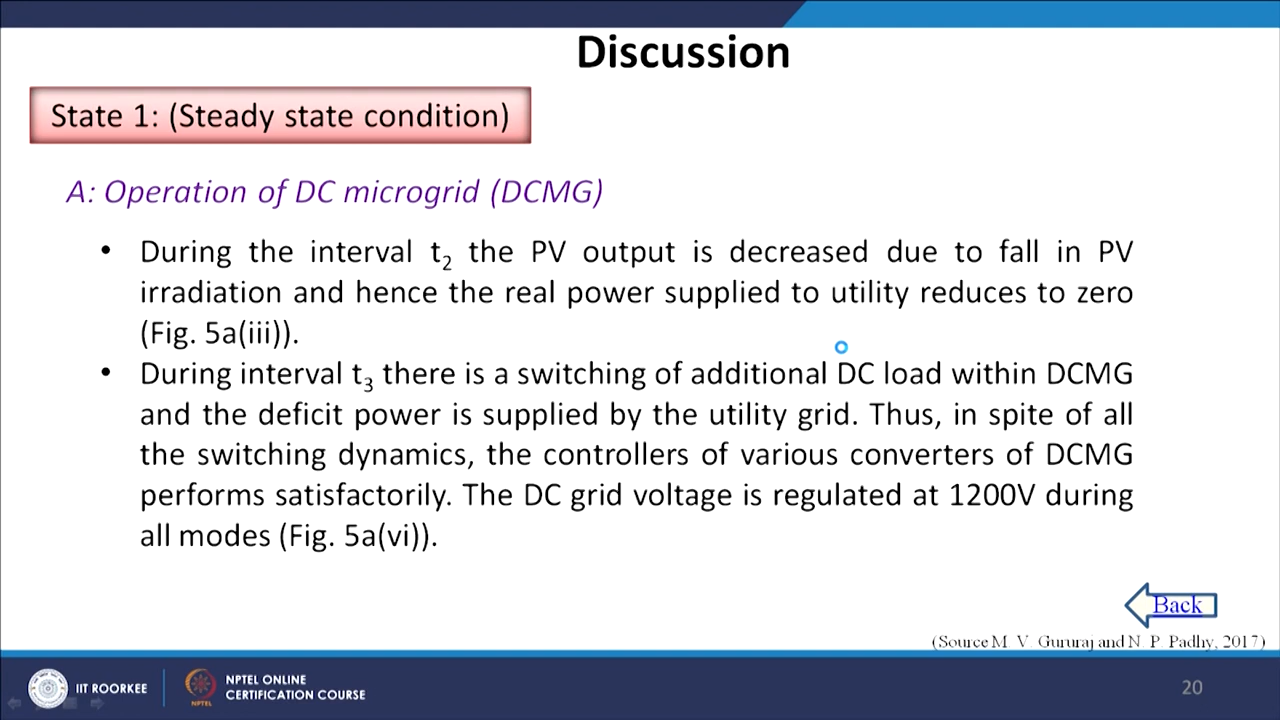 Discussion
State 1: (Steady state condition)
A: Operation of DC microgrid (DCMG)
• During the interval t2 the PV output is decreased due to fall in PV
irradiation and hence the real power supplied to utility reduces to zero
(Fig. 5a(iii)).
• During interval t3 there is a switching of additional DC load within DCMG
and the deficit power is supplied by the utility grid. Thus, in spite of all
the switching dynamics, the controllers of various converters of DCMG
performs satisfactorily. The DC grid voltage is regulated at 1200V during
all modes (Fig. 5a(vi)).
Back
(Source M. V. Gururaj and N. P. Padhy, 2017)
IIT ROORKEE
NPTEL
NPTEL ONLINE
CERTIFICATION COURSE
20